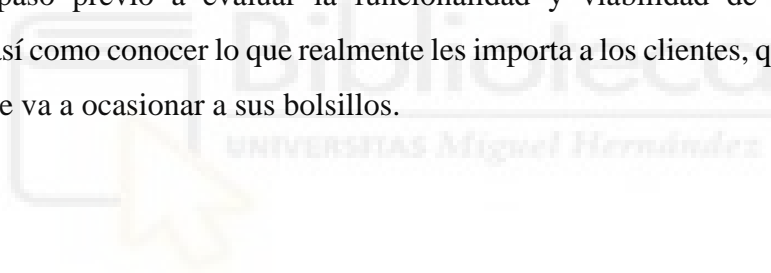 paso previo a evaluar la funcionalidad y viabilidad de
así como conocer lo que realmente les importa a los clientes, q
e va a ocasionar a sus bolsillos.
Biblioteca
UNIVERSITAS Miguel Hernández